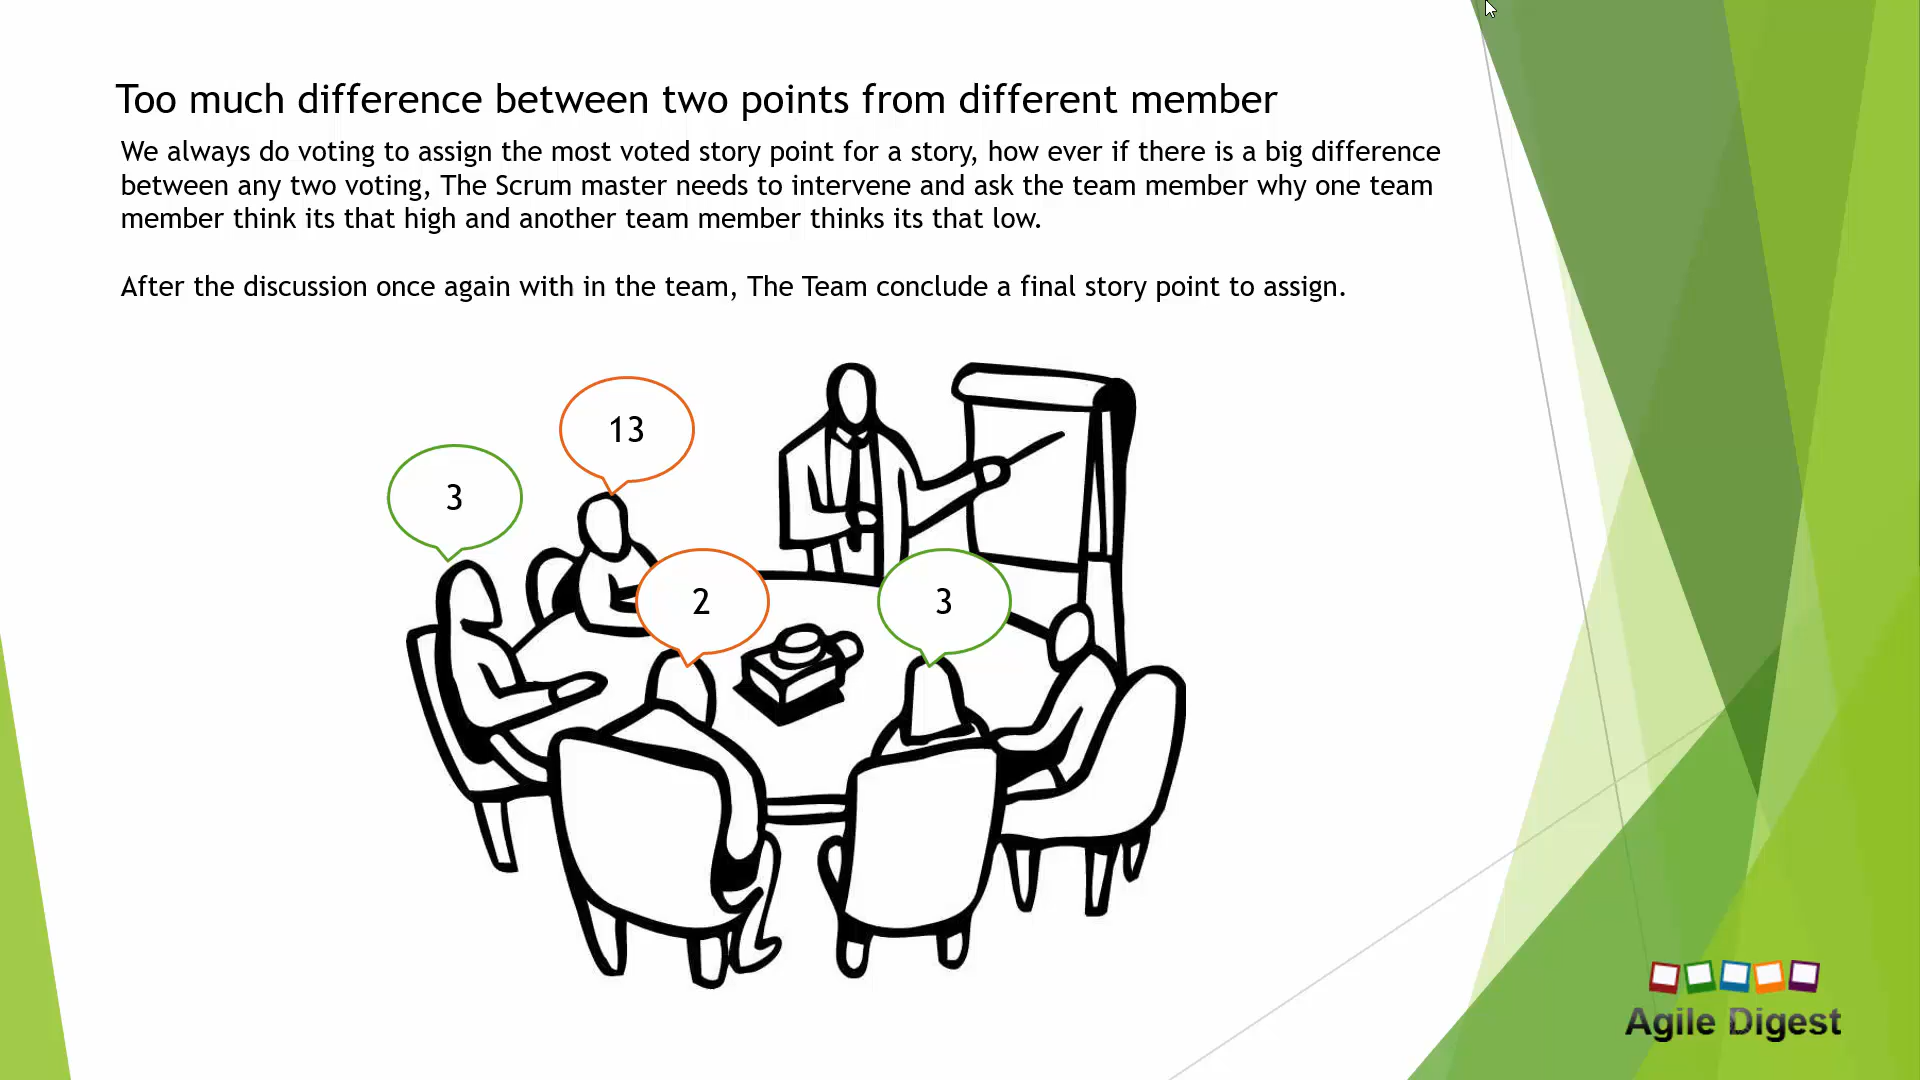 Too much difference between two points from different member
We always do voting to assign the most voted story point for a story, how ever if there is a big difference
between any two voting, The Scrum master needs to intervene and ask the team member why one team
member think its that high and another team member thinks its that low.
After the discussion once again with in the team, The Team conclude a final story point to assign.
13
3
2
3
Agile Digest